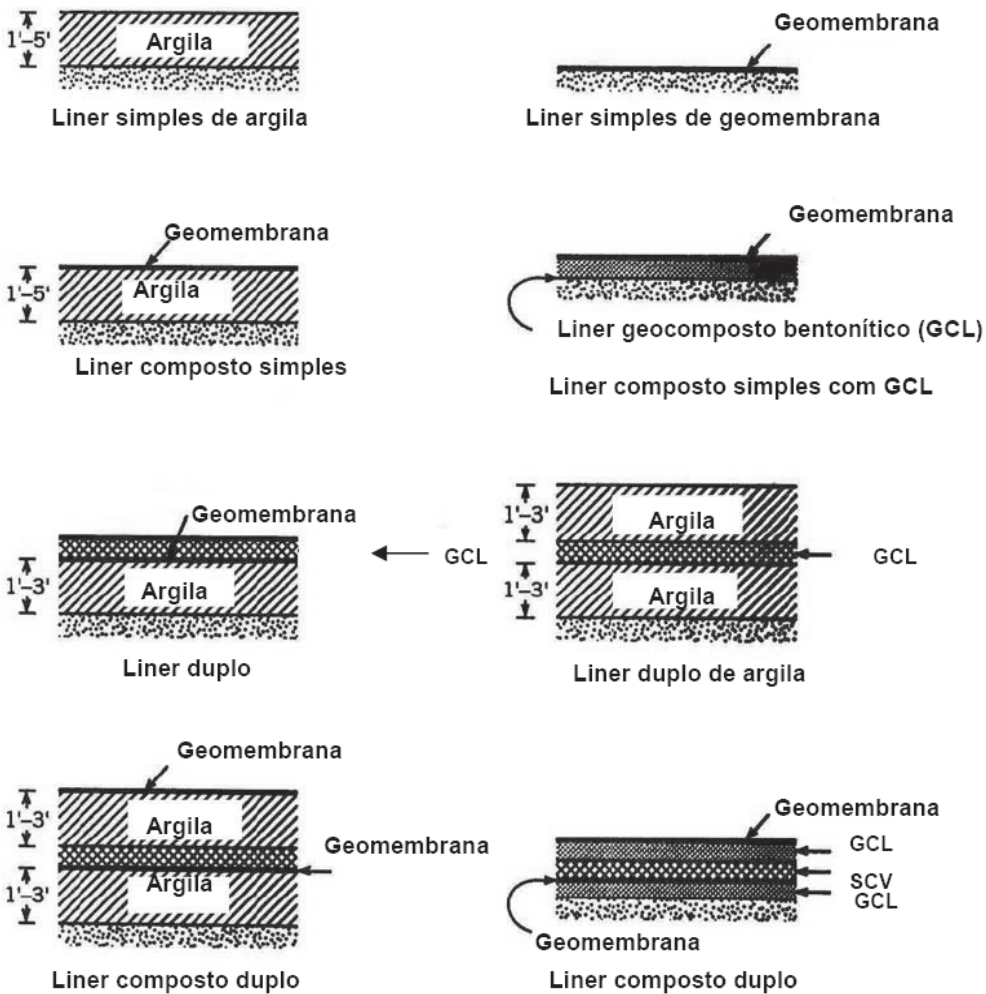 1'–5'
Argila
Liner simples de argila
Geomembrana
Liner simples de geomembrana
Geomembrana
1'–5'
Argila
Liner composto simples
Geomembrana
Liner geocomposto bentonítico (GCL)
Liner composto simples com GCL
Geomembrana
GCL
1'–3'
Argila
Liner duplo
1'–3'
Argila
GCL
1'–3'
Argila
Liner duplo de argila
Geomembrana
1'–3'
Argila
Geomembrana
1'–3'
Argila
Liner composto duplo
Geomembrana
GCL
SCV
GCL
Geomembrana
Liner composto duplo